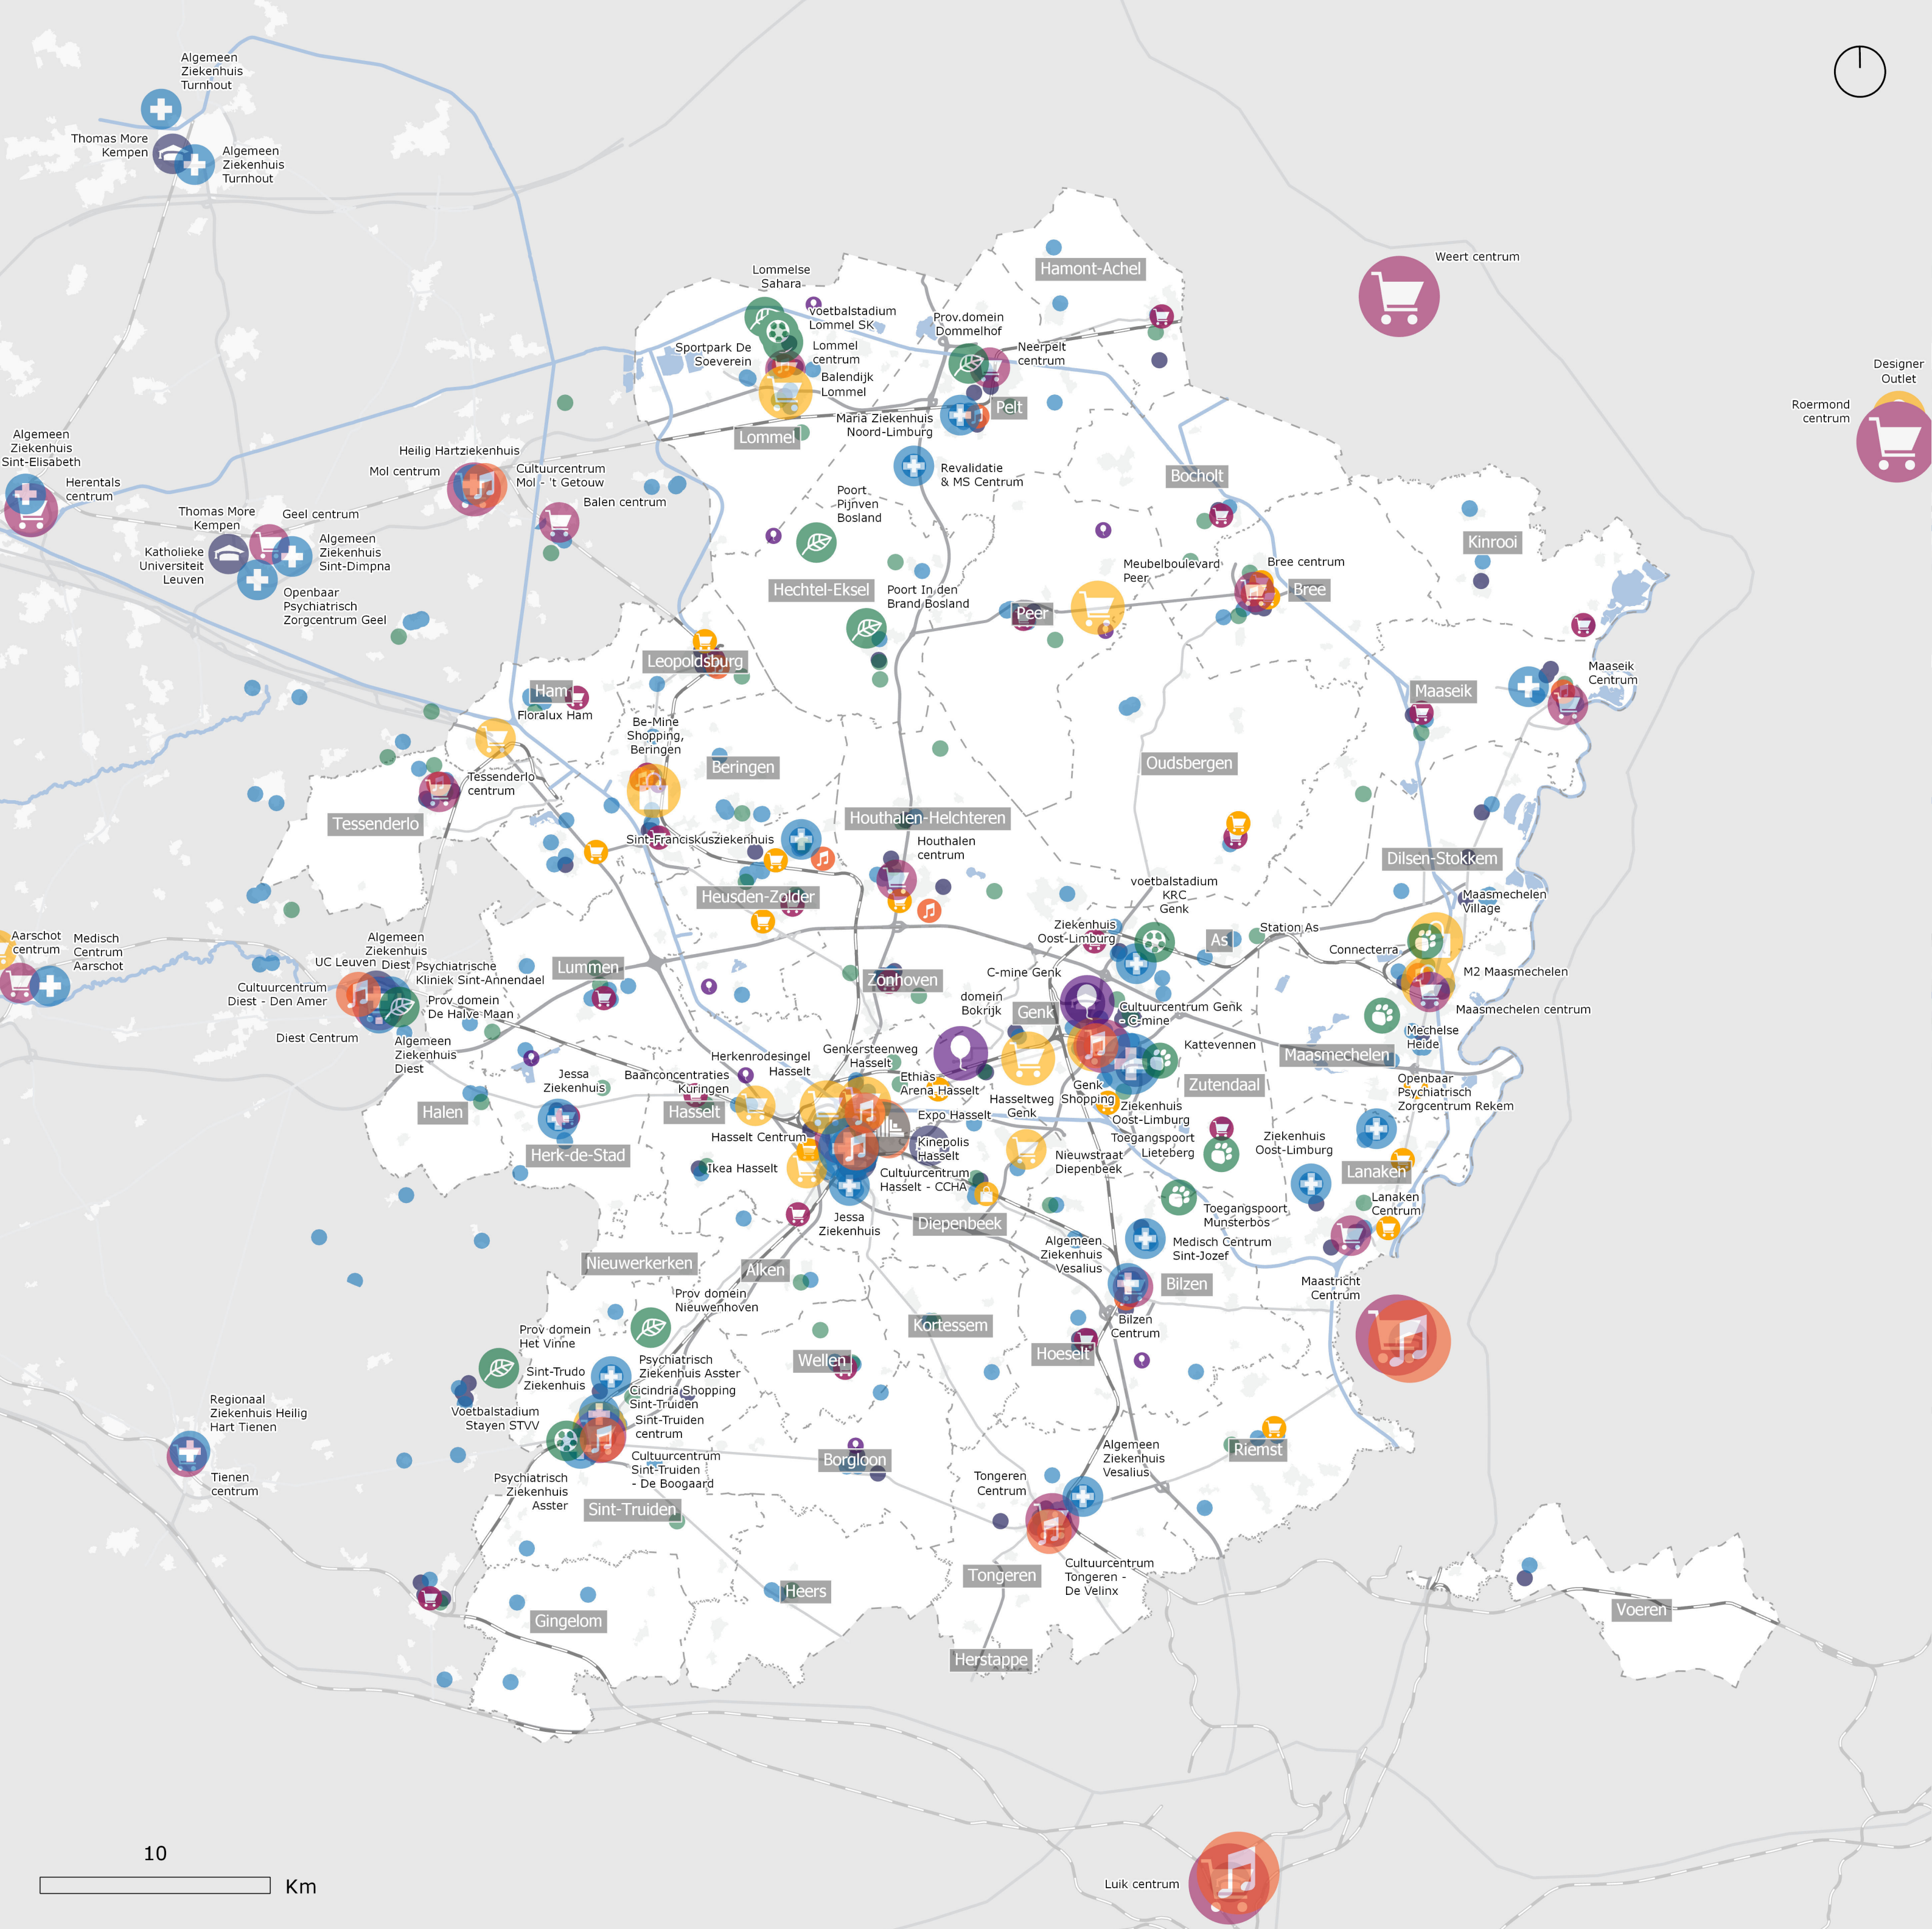 Algemeen
Ziekenhuis
Turnhout
Thomas More
Kempen
Algemeen
Ziekenhuis
Turnhout
Weert centrum
Hamont-Achel
Lommelse
Sahara
voetbalstadium
Lommel SK
Prov.domein
Dommelhof
Sportpark De
Soeverein
Lommel
centrum
Neerpelt
centrum
Balendijk
Lommel
Designer
Outlet
Roermond
centrum
Pelt
Maria Ziekenhuis
Noord-Limburg
Lommel
Algemeen
Ziekenhuis
Sint-Elisabeth
Herentals
centrum
Heilig Hartziekenhuis
Mol centrum
Cultuurcentrum
Mol - 't Getouw
Revalidatie
& MS Centrum
Bocholt
Balen centrum
Poort
Pijnven
Bosland
Thomas More
Kempen
Geel centrum
Katholieke
Universiteit
Leuven
Algemeen
Ziekenhuis
Sint-Dimpna
Openbaar
Psychiatrisch
Zorgcentrum Geel
Kinrooi
Meubelboulevard
Peer
Bree centrum
Bree
Hechtel-Eksel
Poort In den
Brand Bosland
Peer
Leopoldsburg
Maaseik
Centrum
Maaseik
Ham
Floralux Ham
Be-Mine
Shopping,
Beringen
Beringen
Oudsbergen
Tessenderlo
centrum
Tessenderlo
Houthalen-Helchteren
Sint-Franciskusziekenhuis
Houthalen
centrum
Dilsen-Stokkem
Heusden-Zolder
voetbalstadium
KRC
Genk
Maasmechelen
Village
Ziekenhuis
Oost-Limburg
As
Station As
Connecterra
Aarschot
centrum
Medisch
Centrum
Aarschot
Algemeen
Ziekenhuis
Diest
UC Leuven
Psychiatrische
Kliniek Sint-Annendael
Cultuurcentrum
Diest - Den Amer
Prov domein
De Halve Maan
Diest Centrum
Algemeen
Ziekenhuis
Diest
Lummen
Zonhoven
C-mine Genk
M2 Maasmechelen
Maasmechelen centrum
domein
Bokrijk
Genk
Cultuurcentrum Genk
- C-mine
Mechelse
Heide
Kattevennen
Maasmechelen
Herkenrodesingel
Hasselt
Genkersteenweg
Hasselt
Jessa
Ziekenhuis
Baanconcentraties
Kuringen
Ethias
Arena Hasselt
Genk
Shopping
Zutendaal
Openbaar
Psychiatrisch
Zorgcentrum Rekem
Halen
Hasselt
Hasseltweg
Genk
Expo Hasselt
Ziekenhuis
Oost-Limburg
Hasselt Centrum
Kinepolis
Hasselt
Toegangspoort
Lieteberg
Ziekenhuis
Oost-Limburg
Herk-de-Stad
Ikea Hasselt
Nieuwstraat
Diepenbeek
Cultuurcentrum
Hasselt - CCHA
Lanaken
Lanaken
Centrum
Jessa
Ziekenhuis
Diepenbeek
Toegangspoort
Munsterbos
Algemeen
Ziekenhuis
Vesalius
Medisch Centrum
Sint-Jozef
Nieuwerkerken
Alken
Bilzen
Maastricht
Centrum
Prov domein
Nieuwenhoven
Kortessem
Bilzen
Centrum
Prov domein
Het Vinne
Hoeselt
Sint-Trudo
Ziekenhuis
Psychiatrisch
Ziekenhuis Asster
Wellen
Cicindria Shopping
Sint-Truiden
Voetbalstadium
Stayen STVV
Sint-Truiden
centrum
Regionaal
Ziekenhuis Heilig
Hart Tienen
Tienen
centrum
Cultuurcentrum
Sint-Truiden
- De Boogaard
Psychiatrisch
Ziekenhuis
Asster
Borgloon
Riemst
Algemeen
Ziekenhuis
Vesalius
Tongeren
Centrum
Sint-Truiden
Cultuurcentrum
Tongeren -
De Velinx
Tongeren
Heers
Gingelom
Voeren
Herstappe
10
Km
Luik centrum